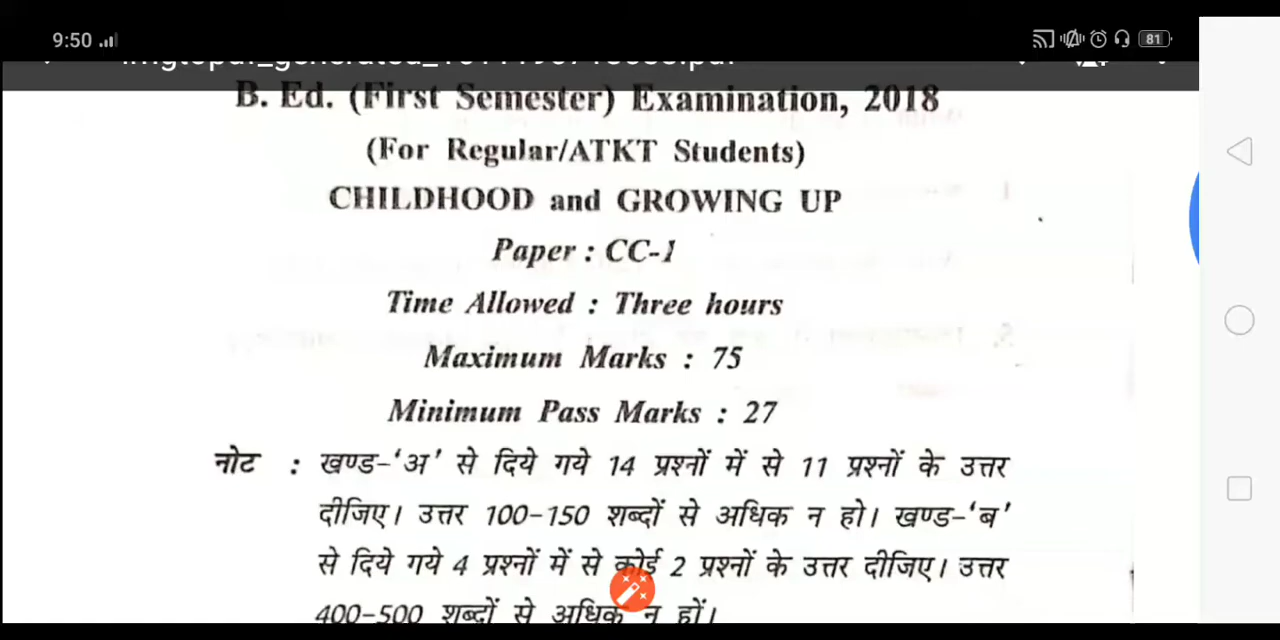 9:50
81
B. Ed. (First Semester) Examination, 2018
(For Regular/ATKT Students)
CHILDHOOD and GROWING UP
Paper : CC-1
Time Allowed : Three hours
Maximum Marks : 75
Minimum Pass Marks : 27
नोट : खण्ड-‘अ’ से दिये गये 14 प्रश्नों में से 11 प्रश्नों के उत्तर
दीजिए। उत्तर 100-150 शब्दों से अधिक न हो। खण्ड-‘ब’
से दिये गये 4 प्रश्नों में से कोई 2 प्रश्नों के उत्तर दीजिए। उत्तर
400-500 शब्दों से अधिक न हों।